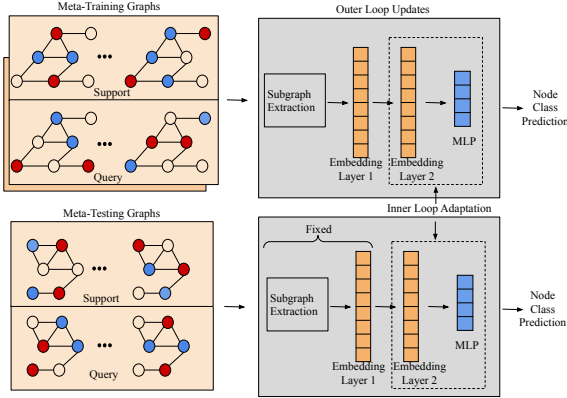 Meta-Training Graphs
Support
Query
Outer Loop Updates
Subgraph
Extraction
Embedding
Layer 1
Embedding
Layer 2
MLP
Node
Class
Prediction
Inner Loop Adaptation
Meta-Testing Graphs
Support
Query
Fixed
Subgraph
Extraction
Embedding
Layer 1
Embedding
Layer 2
MLP
Node
Class
Prediction